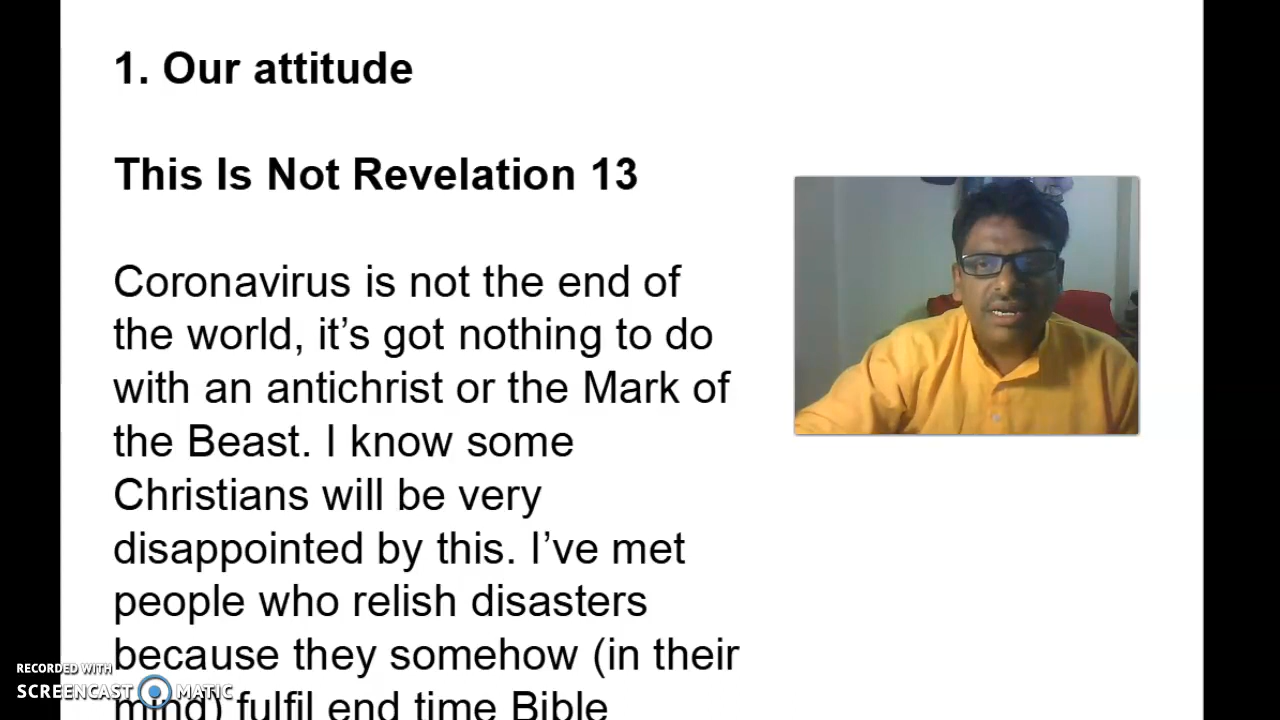 1. Our attitude
This Is Not Revelation 13
Coronavirus is not the end of
the world, it’s got nothing to do
with an antichrist or the Mark of
the Beast. I know some
Christians will be very
disappointed by this. I’ve met
people who relish disasters
because they somehow (in their
mind) fulfil end time Bible
RECORDED WITH
SCREENCAST MATIC